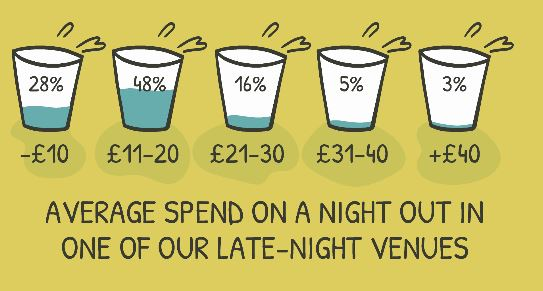 28% 48% 16% 5% 3%
-£10 £11-20 £21-30 £31-40 +£40
AVERAGE SPEND ON A NIGHT OUT IN
ONE OF OUR LATE-NIGHT VENUES